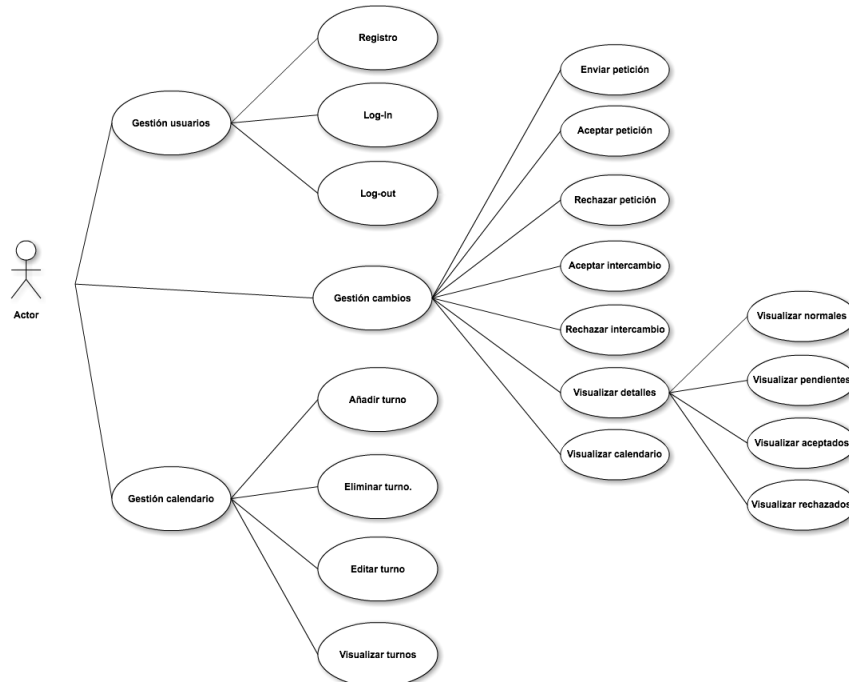 Registro
Gestión usuarios
Log-In
Log-out
Actor
Gestión cambios
Enviar petición
Aceptar petición
Rechazar petición
Aceptar intercambio
Rechazar intercambio
Visualizar detalles
Visualizar calendario
Visualizar normales
Visualizar pendientes
Visualizar aceptados
Visualizar rechazados
Gestión calendario
Añadir turno
Eliminar turno.
Editar turno
Visualizar turnos